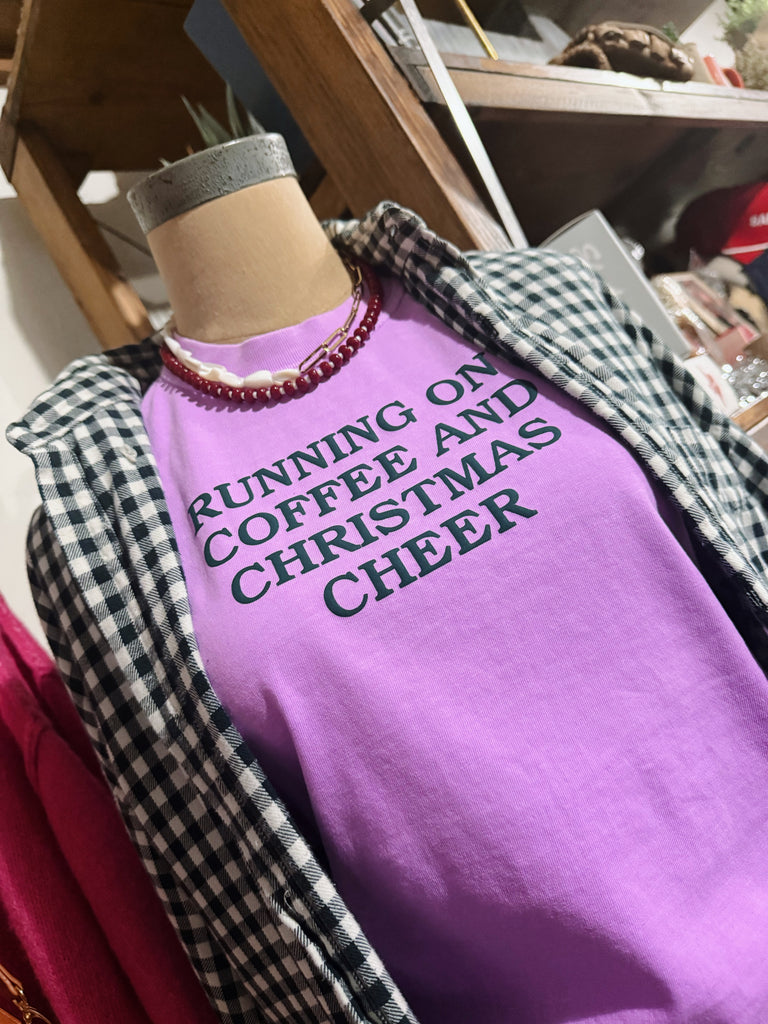 RUNNING ON
COFFEE AND
CHRISTMAS
CHEER